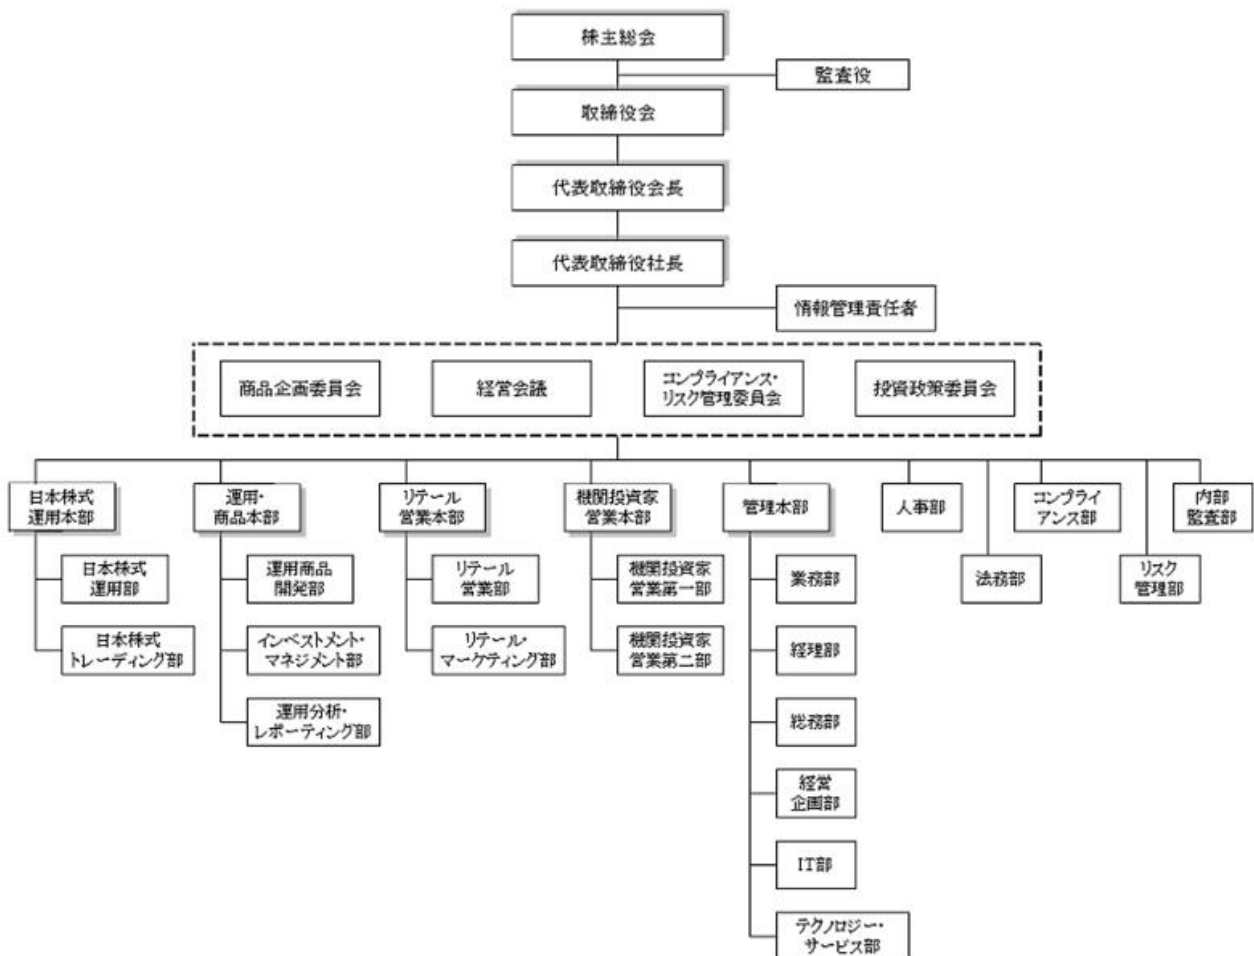 株主総会
監査役
取締役会
代表取締役会長
代表取締役社長
情報管理責任者
商品企画委員会
経営会議
コンプライアンス・
リスク管理委員会
投資政策委員会
日本株式
運用本部
運用・
商品本部
リテール
営業本部
機関投資家
営業本部
管理本部
人事部
コンプライ
アンス部
内部
監査部
日本株式
運用部
運用商品
開発部
リテール
営業部
機関投資家
営業第一部
業務部
法務部
リスク
管理部
日本株式
トレーディング部
インベストメント・
マネジメント部
リテール・
マーケティング部
機関投資家
営業第二部
経理部
運用分析・
レポーティング部
総務部
経営
企画部
IT部
テクノロジー・
サービス部